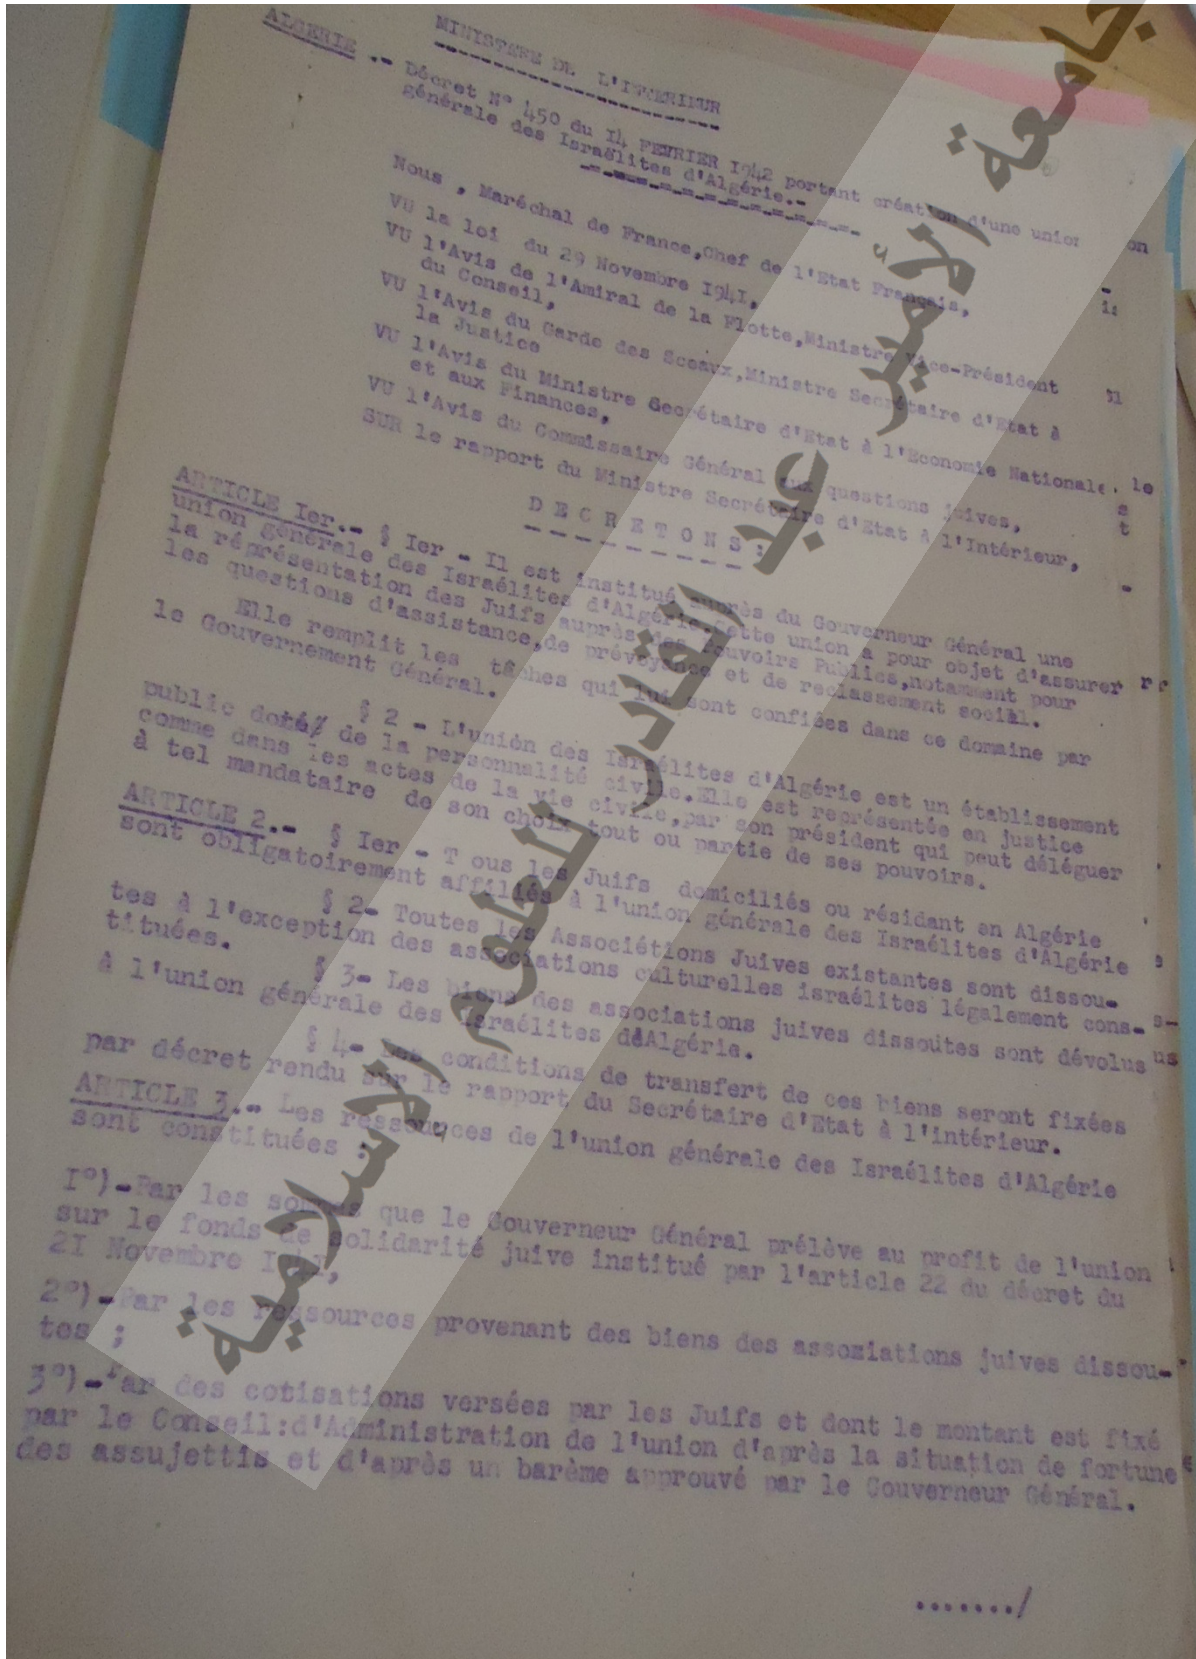 MINISTERE DE L'INTERIEUR
ALGERIE .-
Décret N° 450 du I4 FEVRIER I942 portant création d'une union
générale des Israëlites d'Algérie.-
Nous , Maréchal de France,Chef de l'Etat Français,
VU la loi du 29 Novembre I94I,
VU l'Avis de l'Amiral de la Flotte,Ministre Vice-Président
du Conseil,
VU l'Avis du Garde des Sceaux,Ministre Secrétaire d'Etat à
la Justice
VU l'Avis du Ministre Secrétaire d'Etat à l'Economie Nationale
et aux Finances,
VU l'Avis du Commissaire Général aux questions juives,
SUR le rapport du Ministre Secrétaire d'Etat à l'Intérieur,
D E C R E T O N S :
ARTICLE Ier.- § Ier - Il est institué auprès du Gouverneur Général une
union générale des Israélites d'Algérie.Cette union a pour objet d'assurer
la réprésentation des Juifs auprès des Pouvoirs Publics,notamment pour
les questions d'assistance,de prévoyance et de reclassement social.
Elle remplit les tâches qui lui sont confiées dans ce domaine par
le Gouvernement Général.
§ 2 - L'union des Israélites d'Algérie est un établissement
public doté de la personnalité civile.Elle est représentée en justice
comme dans les actes de la vie civile,par son président qui peut déléguer
à tel mandataire de son choix tout ou partie de ses pouvoirs.
ARTICLE 2.- § Ier - T ous les Juifs domiciliés ou résidant en Algérie
sont obligatoirement affiliés à l'union générale des Israélites d'Algérie
§ 2- Toutes les Associétions Juives existantes sont dissou-
tes à l'exception des associations culturelles israélites légalement cons-
tituées.
§ 3- Les biens des associations juives dissoutes sont dévolus
à l'union générale des Israélites d'Algérie.
§ 4- Les conditions de transfert de ces biens seront fixées
par décret rendu sur le rapport du Secrétaire d'Etat à l'intérieur.
ARTICLE 3.- Les ressources de l'union générale des Israélites d'Algérie
sont constituées :
I°)-Par les sommes que le Gouverneur Général prélève au profit de l'union
sur le fonds de solidarité juive institué par l'article 22 du décret du
2I Novembre I94I,
2°)-Par les ressources provenant des biens des assoxiations juives dissou-
tes ;
3°)-Par des cotisations versées par les Juifs et dont le montant est fixé
par le Conseil:d'Administration de l'union d'après la situation de fortune
des assujettis et d'après un barème approuvé par le Gouverneur Général.
......./
جامعة الأمير عبد القادر للعلوم الإسلامية